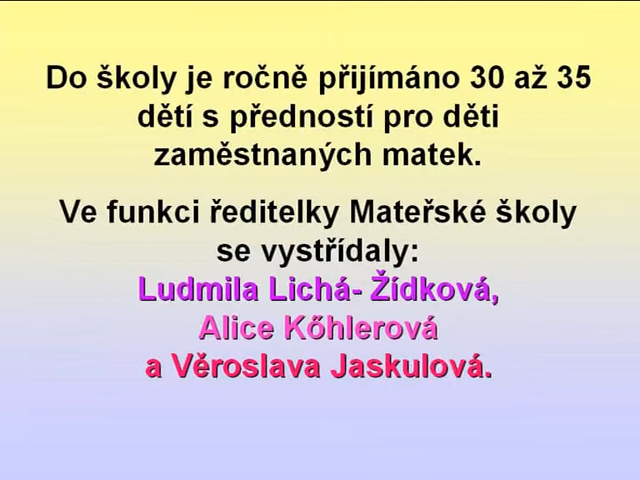 Do školy je ročně přijímáno 30 až 35
dětí s předností pro děti
zaměstnaných matek.
Ve funkci ředitelky Mateřské školy
se vystřídaly:
Ludmila Lichá- Žídková,
Alice Kőhlerová
a Věroslava Jaskulová.